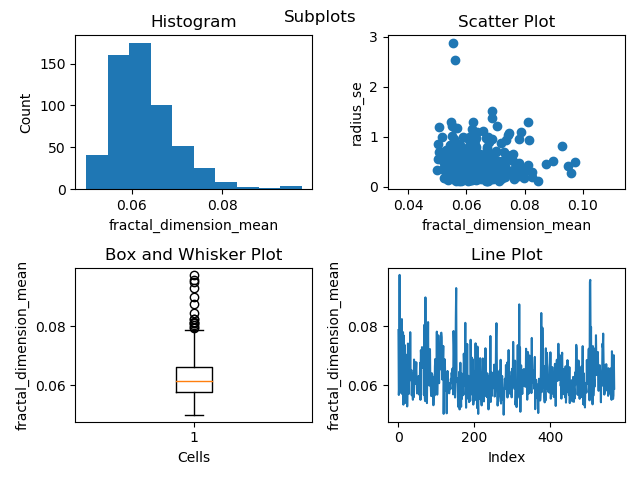 Subplots
Histogram
Count
150
100
50
0
0.06 0.08
fractal_dimension_mean
Scatter Plot
radius_se
3
2
1
0
0.04 0.06 0.08 0.10
fractal_dimension_mean
Box and Whisker Plot
fractal_dimension_mean
0.08
0.06
1
Cells
Line Plot
fractal_dimension_mean
0.08
0.06
0 200 400
Index